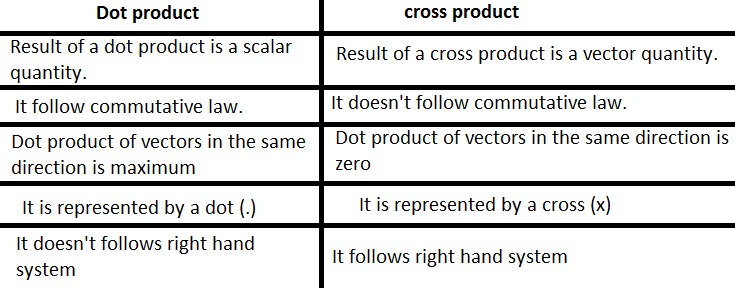 Dot product
cross product
Result of a dot product is a scalar
quantity.
Result of a cross product is a vector quantity.
It follow commutative law.
It doesn't follow commutative law.
Dot product of vectors in the same
direction is maximum
Dot product of vectors in the same direction is
zero
It is represented by a dot (.)
It is represented by a cross (x)
It doesn't follows right hand
system
It follows right hand system